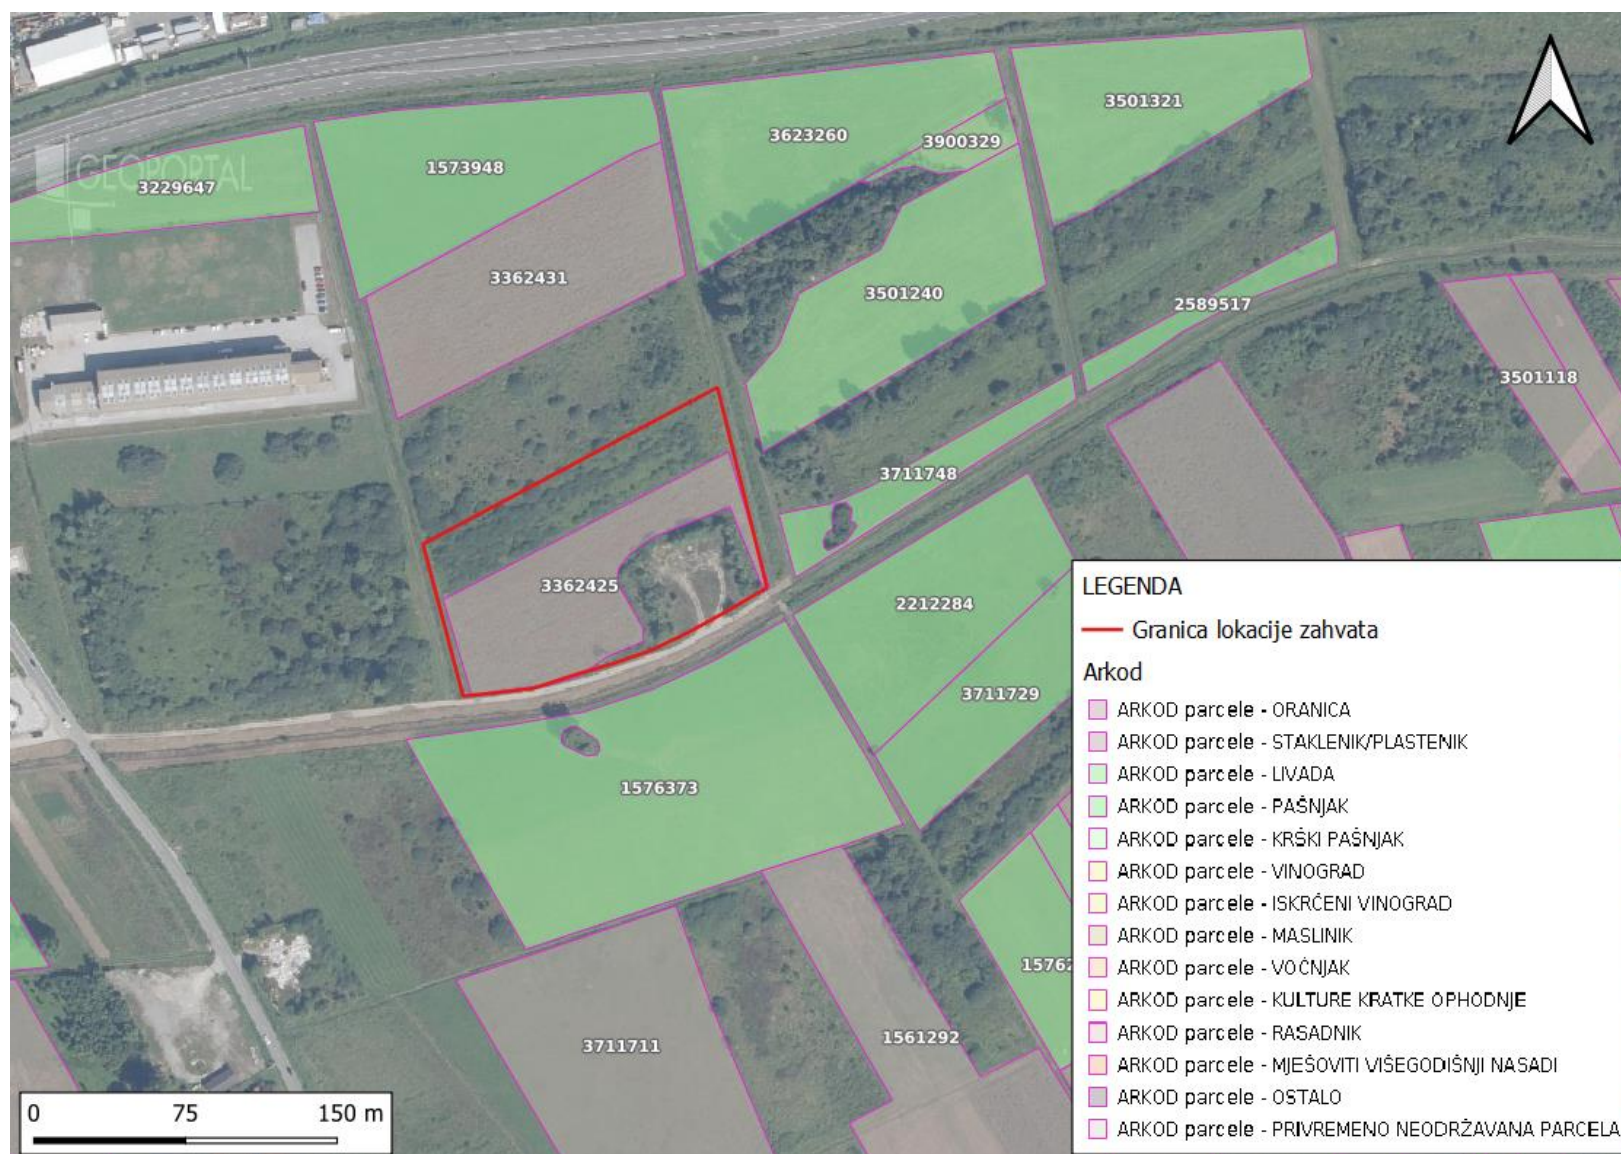 GEOPORTAL
3501321
3623260
3900329
1573948
3229647
3362431
3501240
2589517
3501118
3711748
3362425
2212284
3711729
1576373
15762
1561292
3711711
LEGENDA
Granica lokacije zahvata
Arkod
ARKOD parcele - ORANICA
ARKOD parcele - STAKLENIK/PLASTENIK
ARKOD parcele - LIVADA
ARKOD parcele - PAŠNJAK
ARKOD parcele - KRŠKI PAŠNJAK
ARKOD parcele - VINOGRAD
ARKOD parcele - ISKRČENI VINOGRAD
ARKOD parcele - MASLINIK
ARKOD parcele - VOĆNJAK
ARKOD parcele - KULTURE KRATKE OPHODNJE
ARKOD parcele - RASADNIK
ARKOD parcele - MJEŠOVITI VIŠEGODIŠNJI NASADI
ARKOD parcele - OSTALO
ARKOD parcele - PRIVREMENO NEODRŽAVANA PARCELA
0 75 150 m